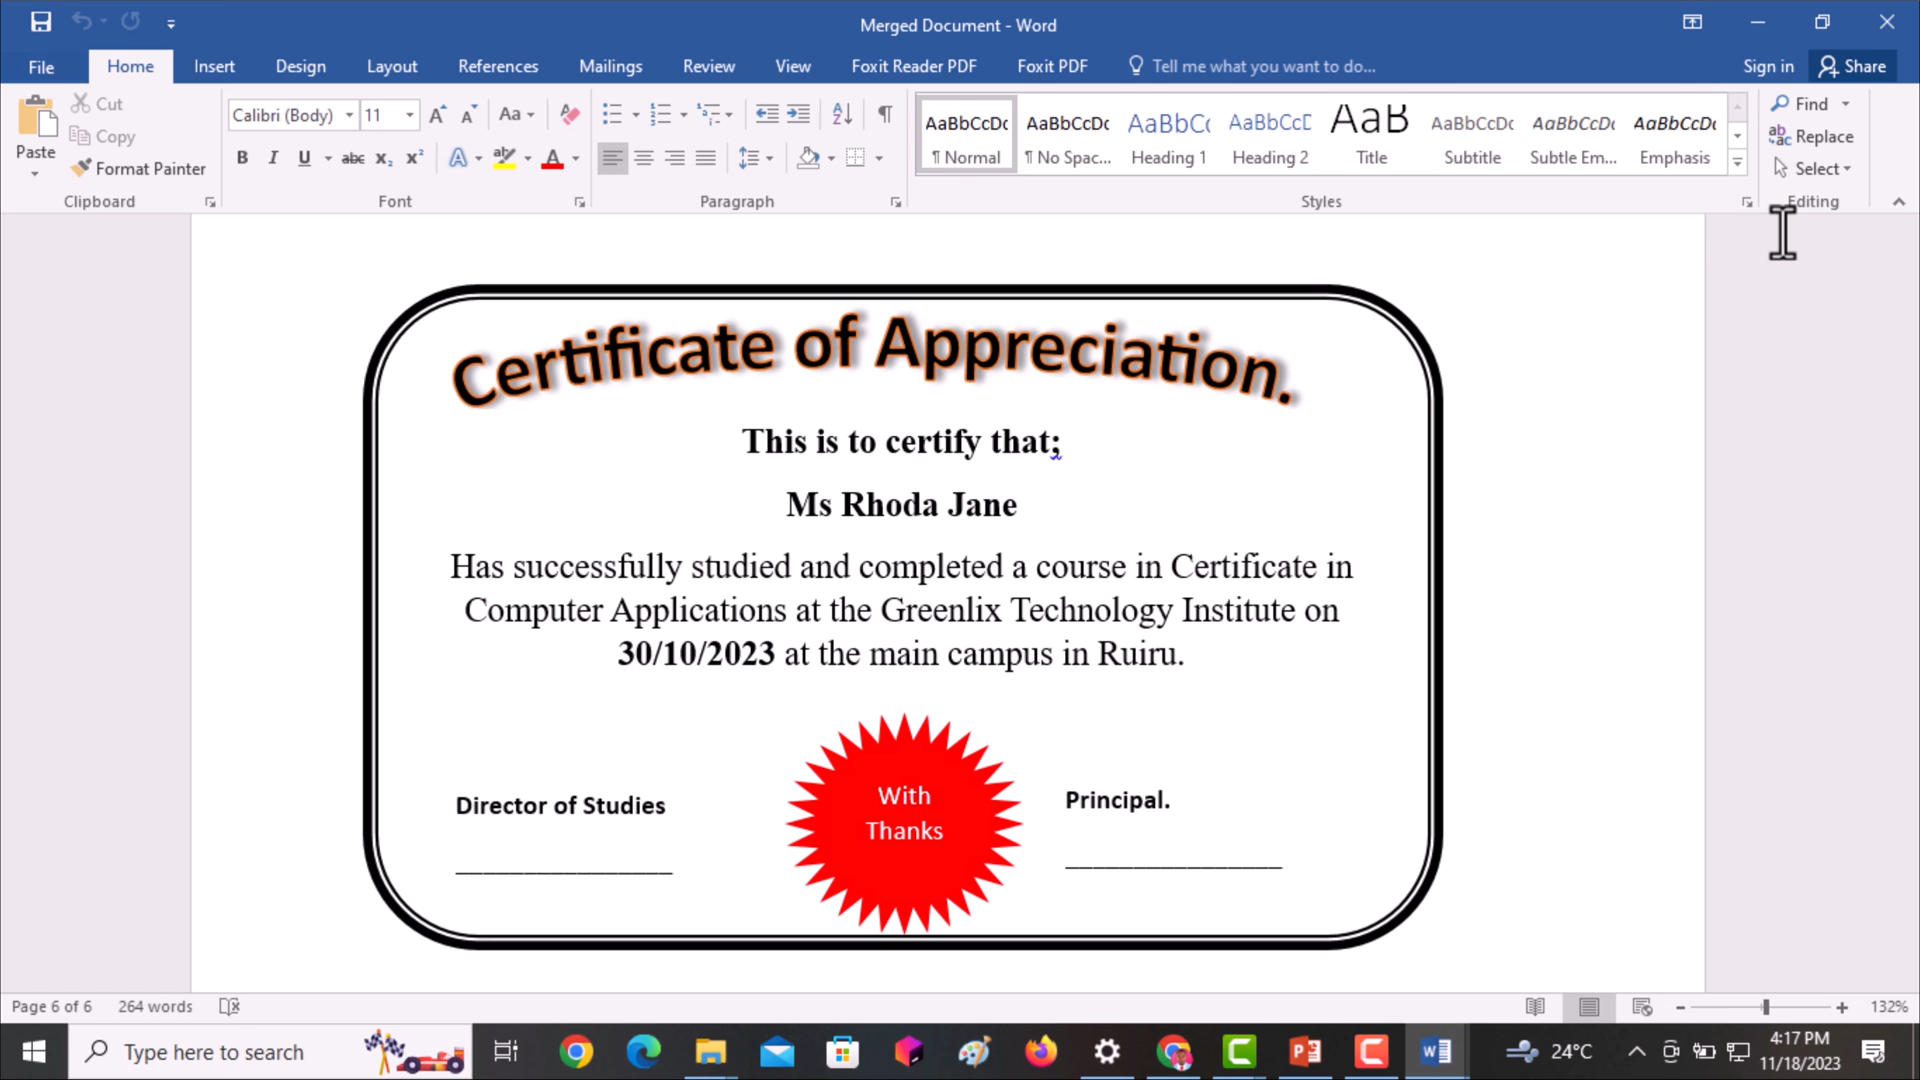 Merged Document - Word
File Home Insert Design Layout References Mailings Review View Foxit Reader PDF Foxit PDF Tell me what you want to do... Sign in Share
Paste Cut Copy Format Painter
Clipboard
Calibri (Body) 11
Font
Paragraph
AaBbCcDc AaBbCcDc AaBbC AaBbCcD AaB AaBbCcDc AaBbCcDc AaBbCcDc
¶ Normal ¶ No Spac... Heading 1 Heading 2 Title Subtitle Subtle Em... Emphasis
Styles
Find
Replace
Select
Editing
Certificate of Appreciation.
This is to certify that;
Ms Rhoda Jane
Has successfully studied and completed a course in Certificate in
Computer Applications at the Greenlix Technology Institute on
30/10/2023 at the main campus in Ruiru.
Director of Studies
With
Thanks
Principal.
Page 6 of 6 264 words 132%
Type here to search
24°C
4:17 PM
11/18/2023